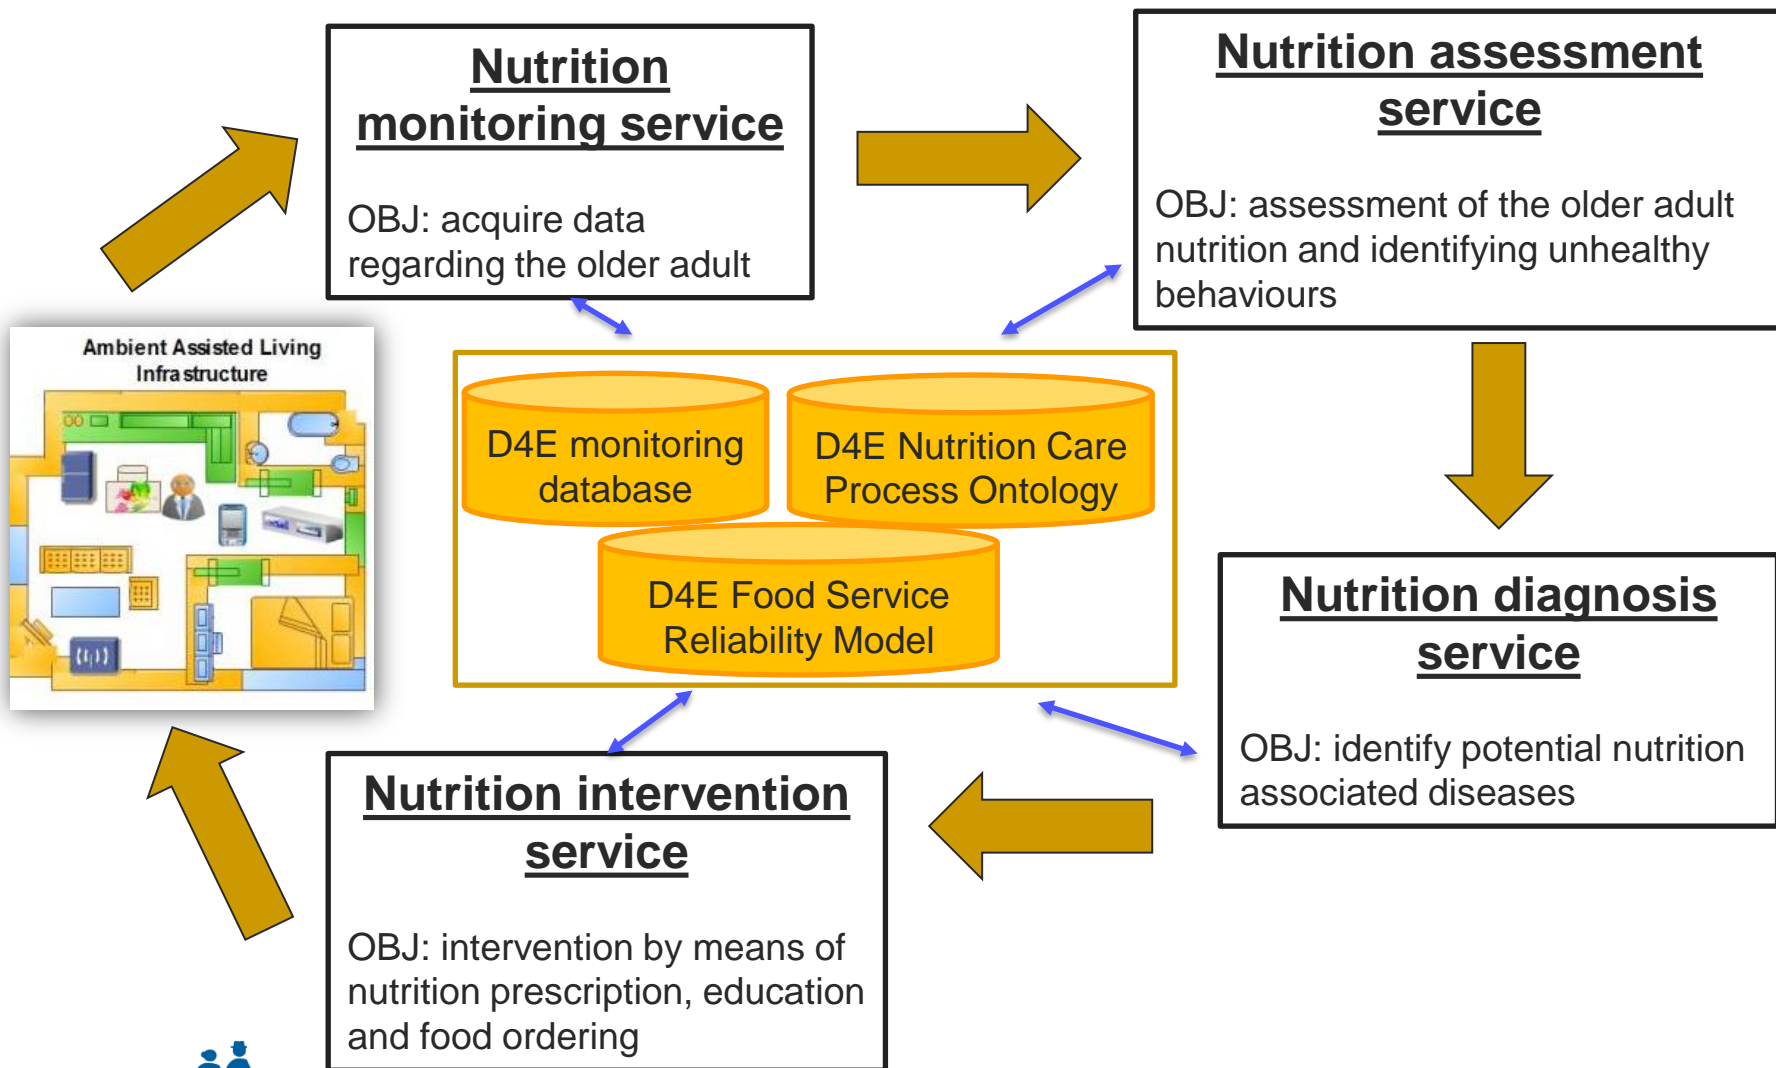 Nutrition
monitoring service
OBJ: acquire data
regarding the older adult
Nutrition assessment
service
OBJ: assessment of the older adult
nutrition and identifying unhealthy
behaviours
Ambient Assisted Living
Infrastructure
D4E monitoring
database
D4E Nutrition Care
Process Ontology
D4E Food Service
Reliability Model
Nutrition diagnosis
service
OBJ: identify potential nutrition
associated diseases
Nutrition intervention
service
OBJ: intervention by means of
nutrition prescription, education
and food ordering